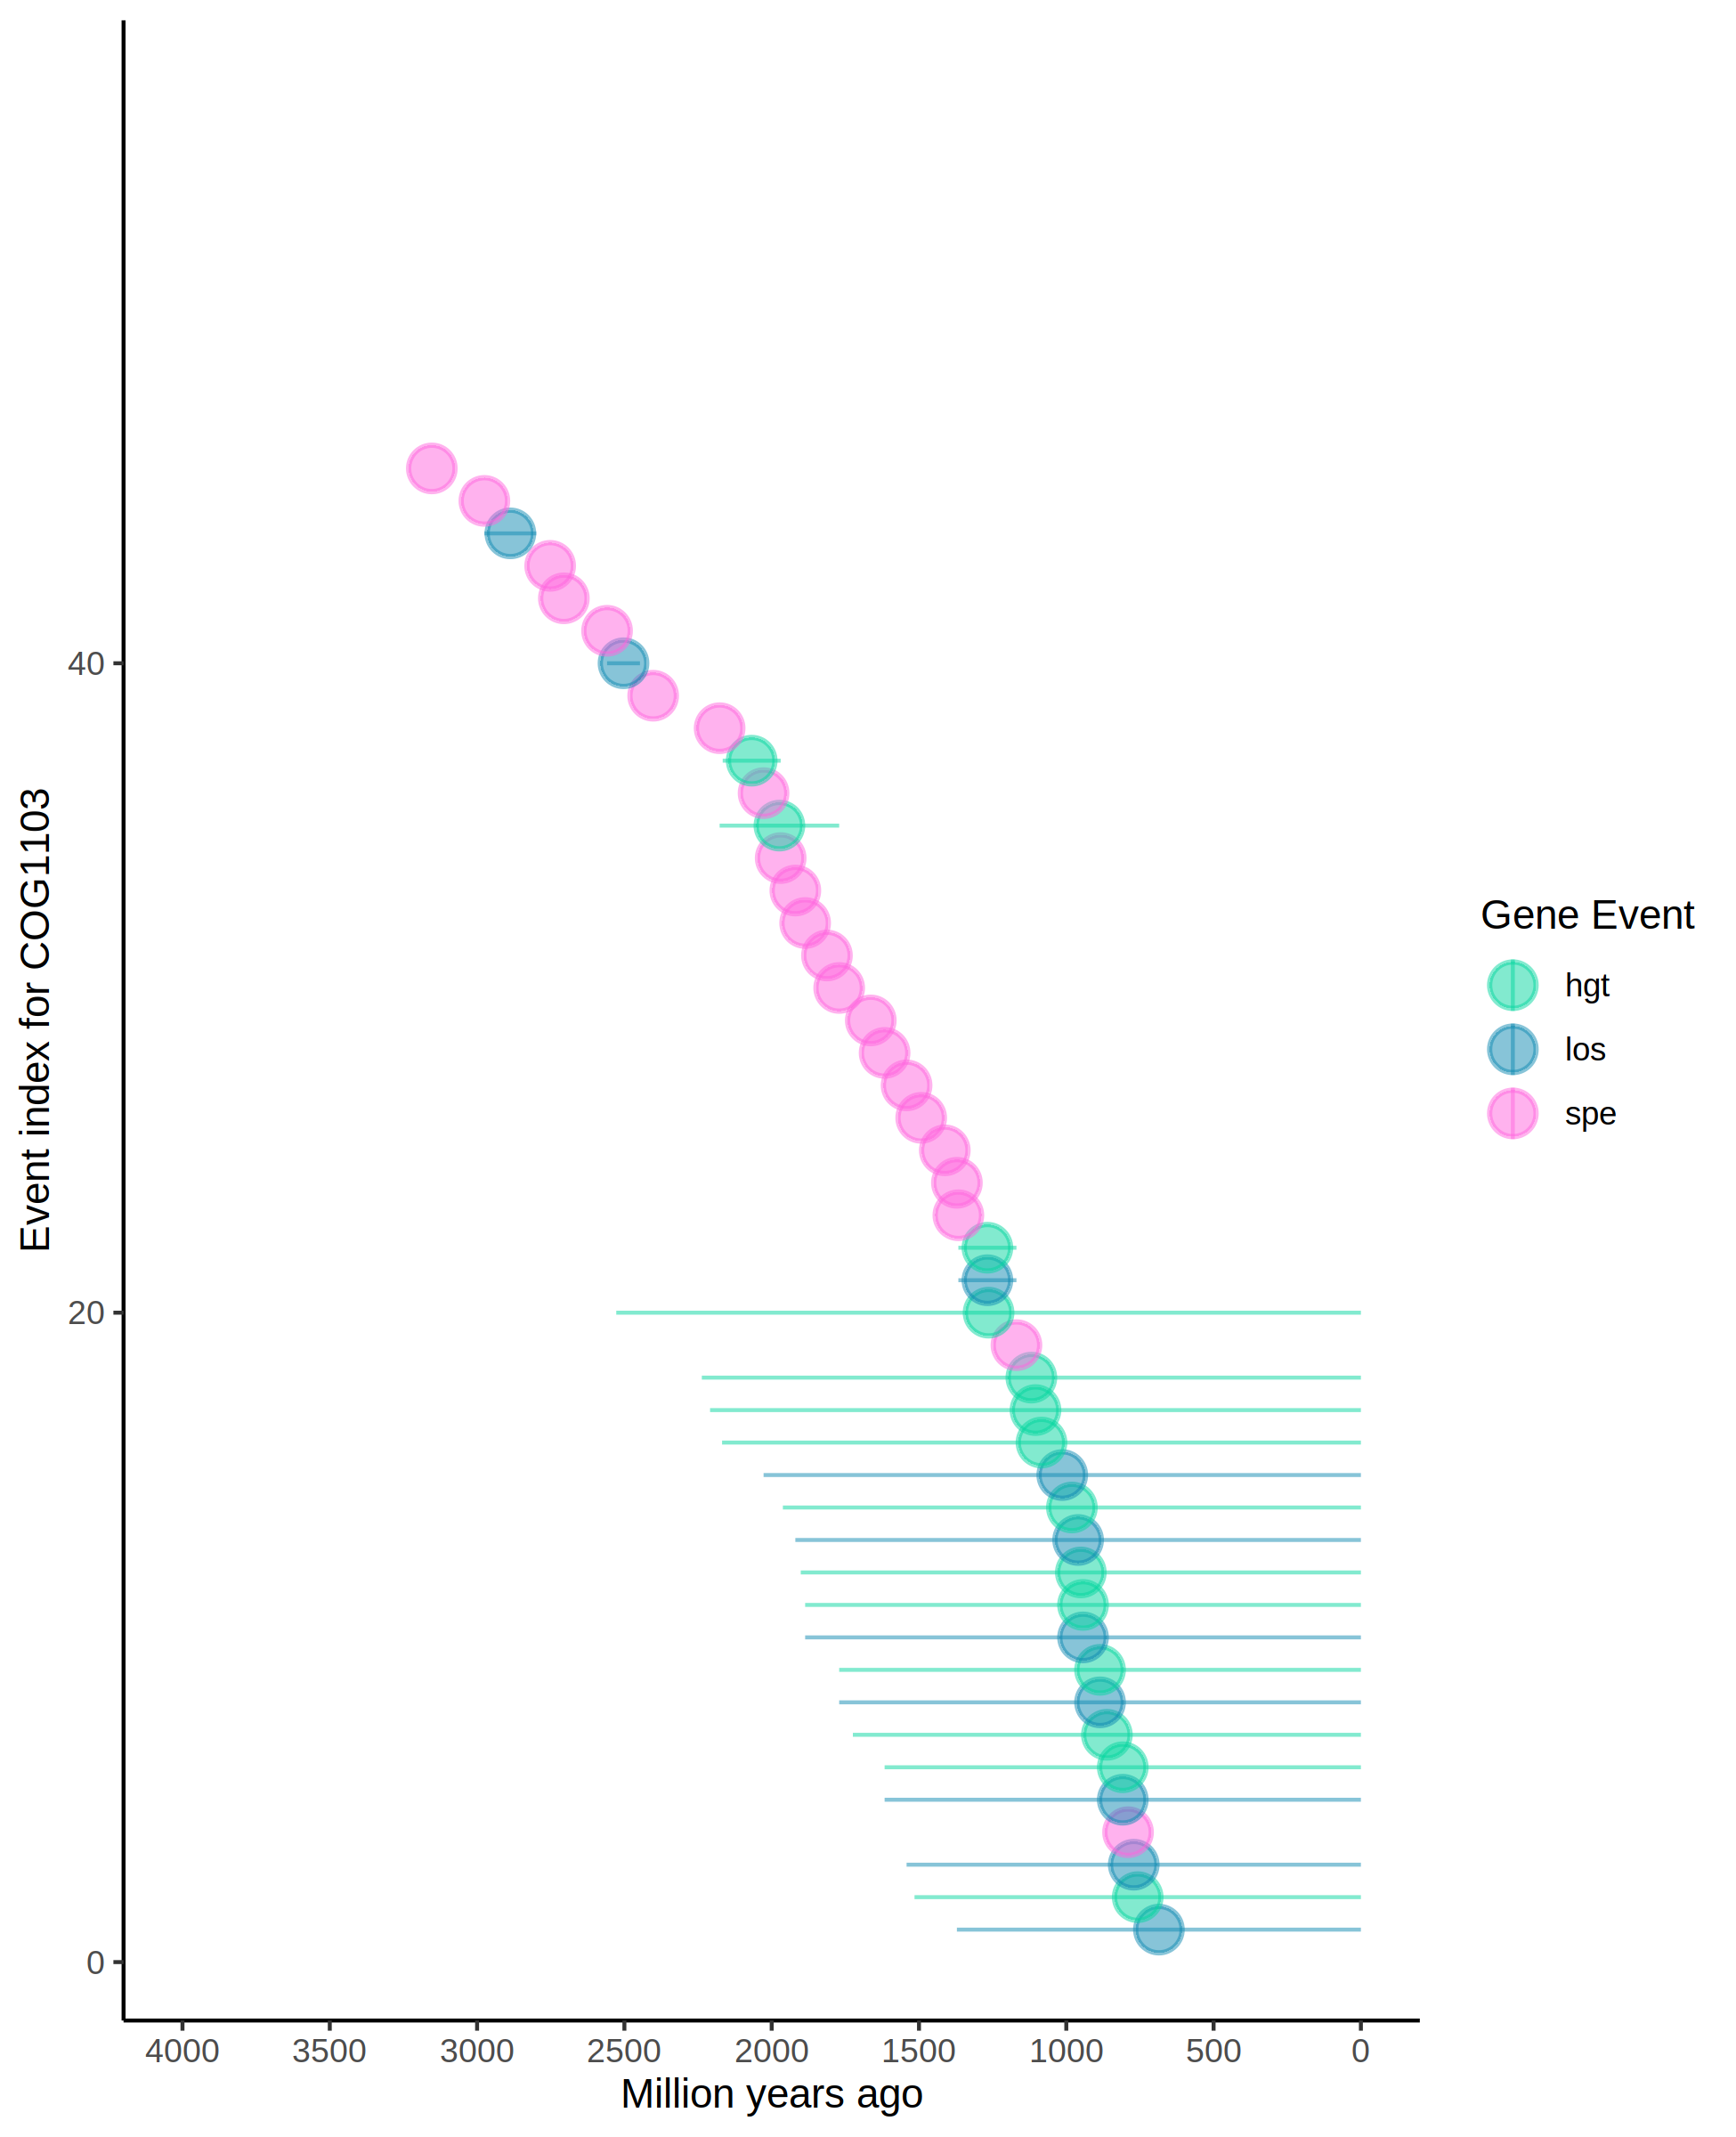 Event index for COG1103
40
20
0
4000 3500 3000 2500 2000 1500 1000 500 0
Million years ago
Gene Event
hgt
los
spe